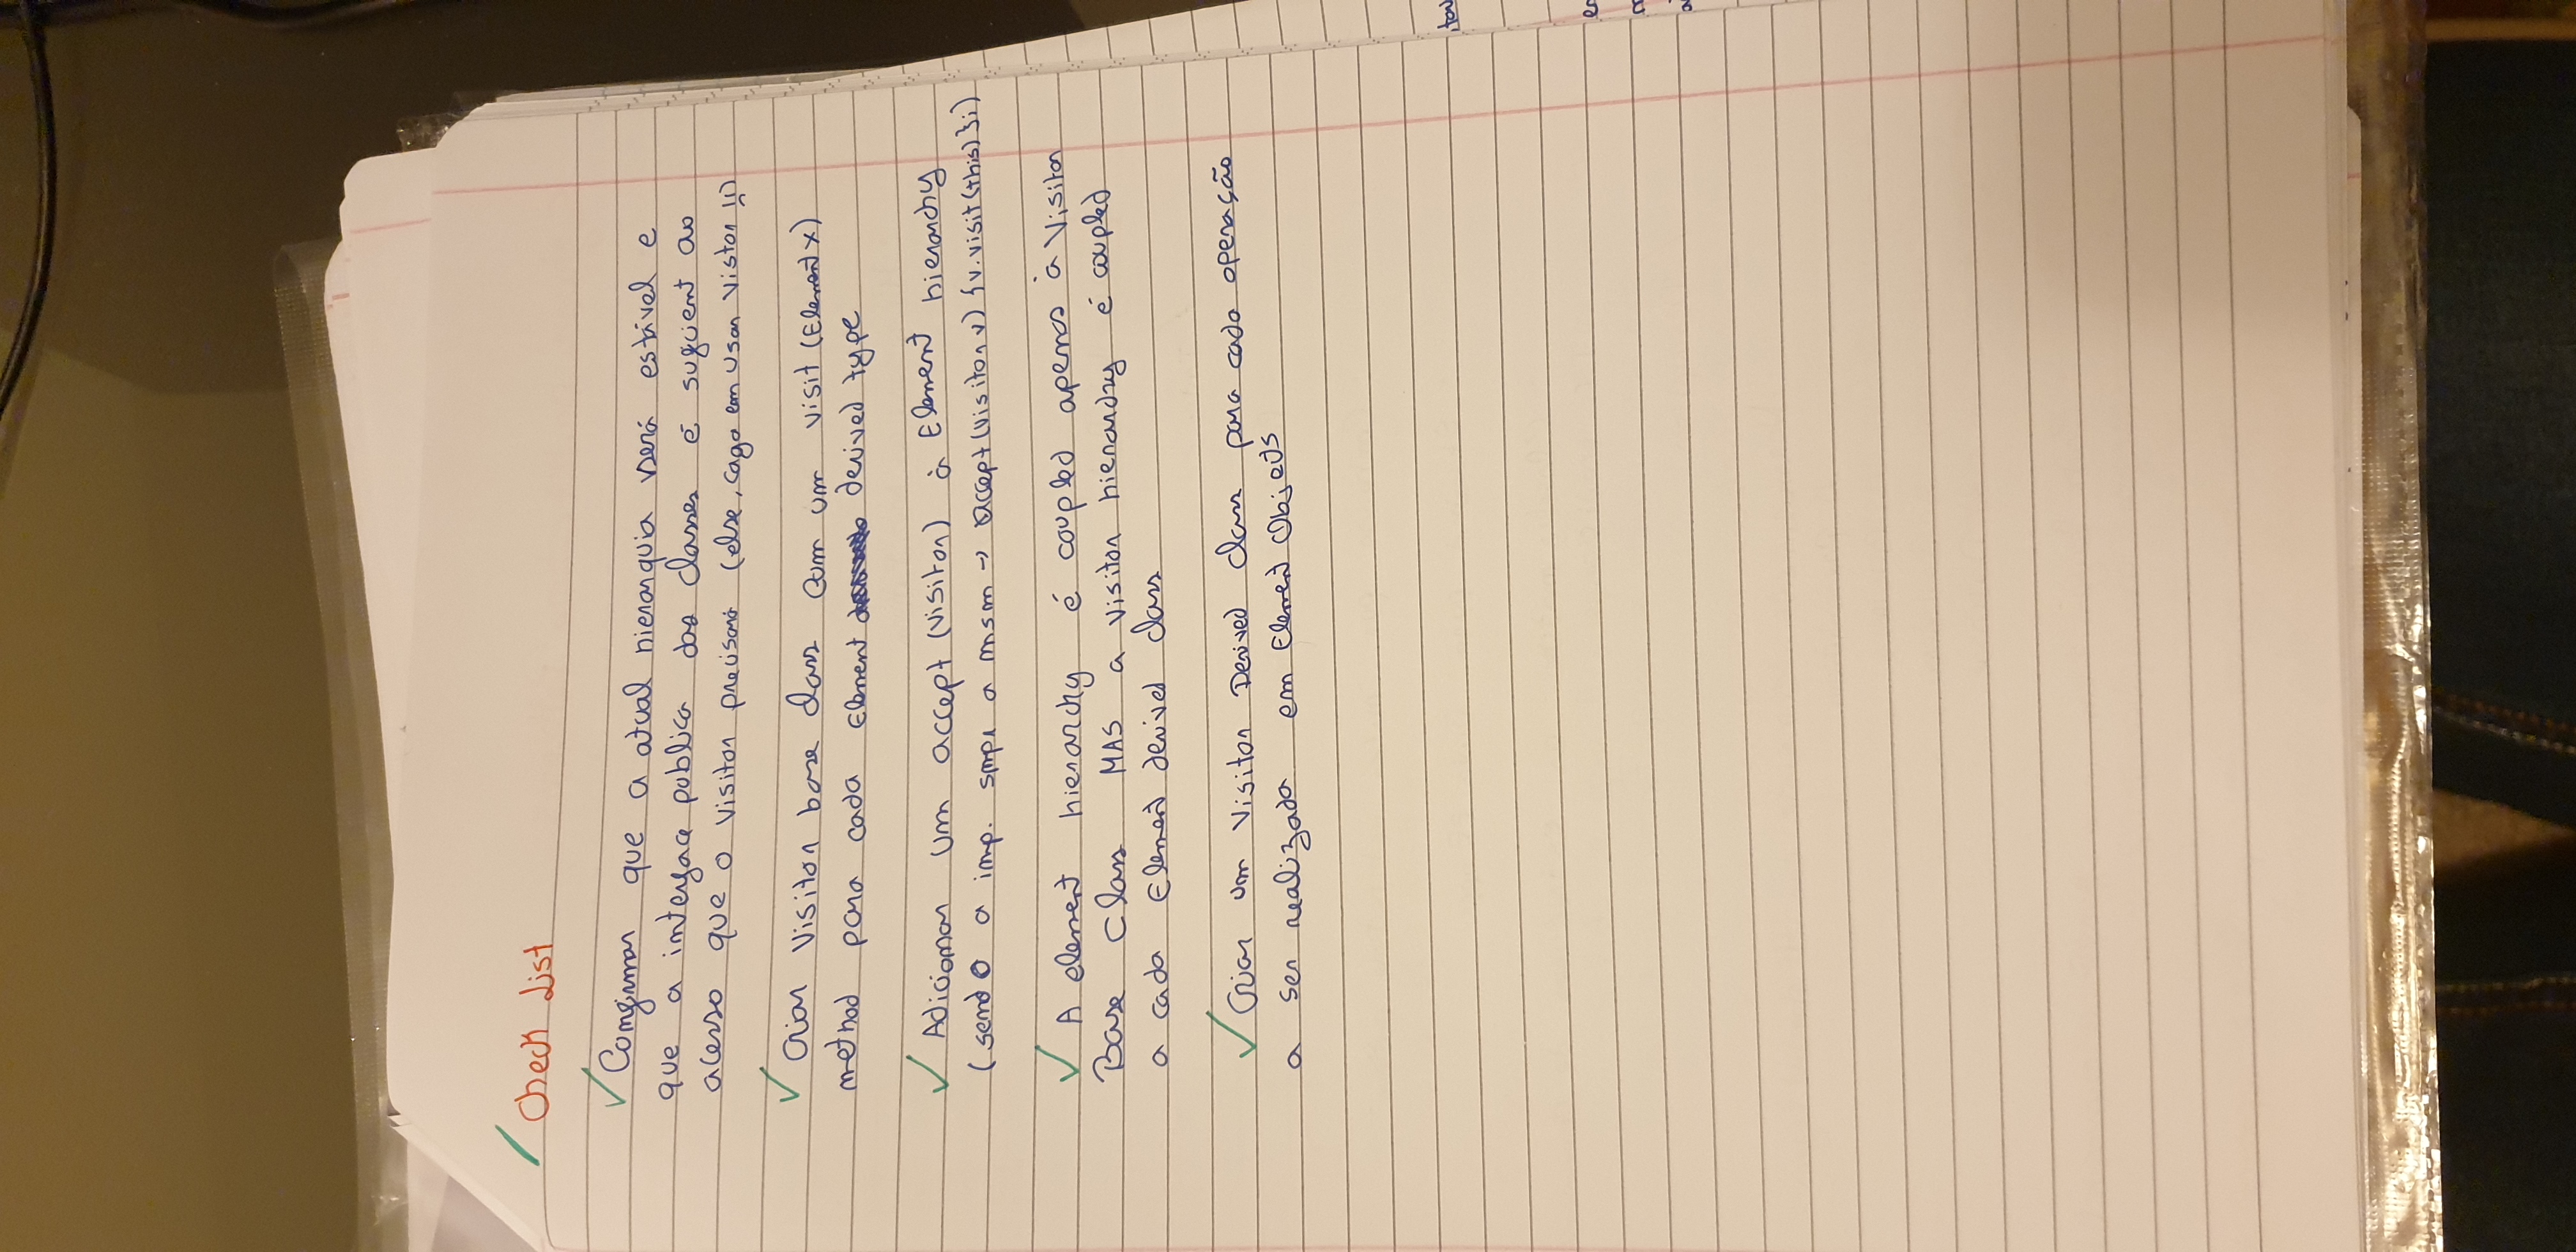 Check List
Confirmar que a atual hierarquia será estável e
que a interface publica das classes é suficient ao
acesso que o visitor precisará (else, caga em usar Vistor !!)
Criar Visitor base class com um visit (Element x)
method para cada Element derived type
Adicionar um accept (Visitor) à Element hierarchy
(sendo a imp. smpr a msm → accept (Visitor v) {v.visit(this)};)
A element hierarchy é coupled apenas à Visitor
Base Class MAS a visitor hierarchy é coupled
a cada Element derived class
Criar um Visitor Derived class para cada operação
a ser realizada em Element Objects